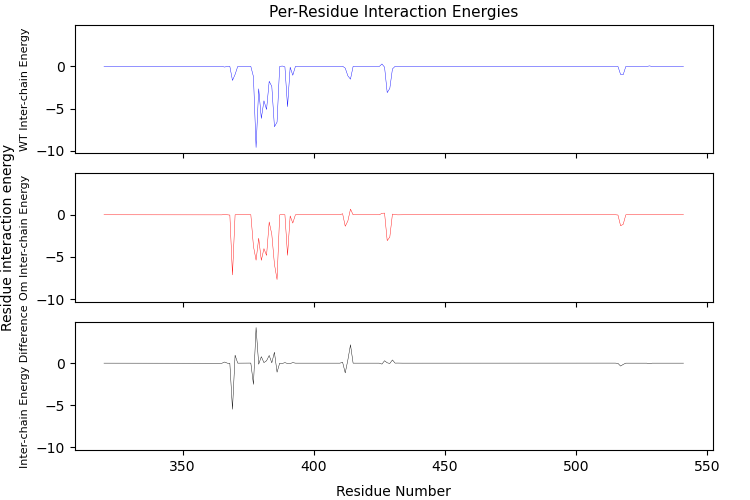 Per-Residue Interaction Energies
WT Inter-chain Energy
0
−5
−10
Residue interaction energy
Om Inter-chain Energy
0
−5
−10
Inter-chain Energy Difference
0
−5
−10
350
400
450
500
550
Residue Number